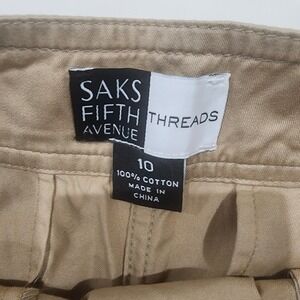 SAKS
FIFTH
AVENUE
THREADS
10
100% COTTON
MADE IN
CHINA